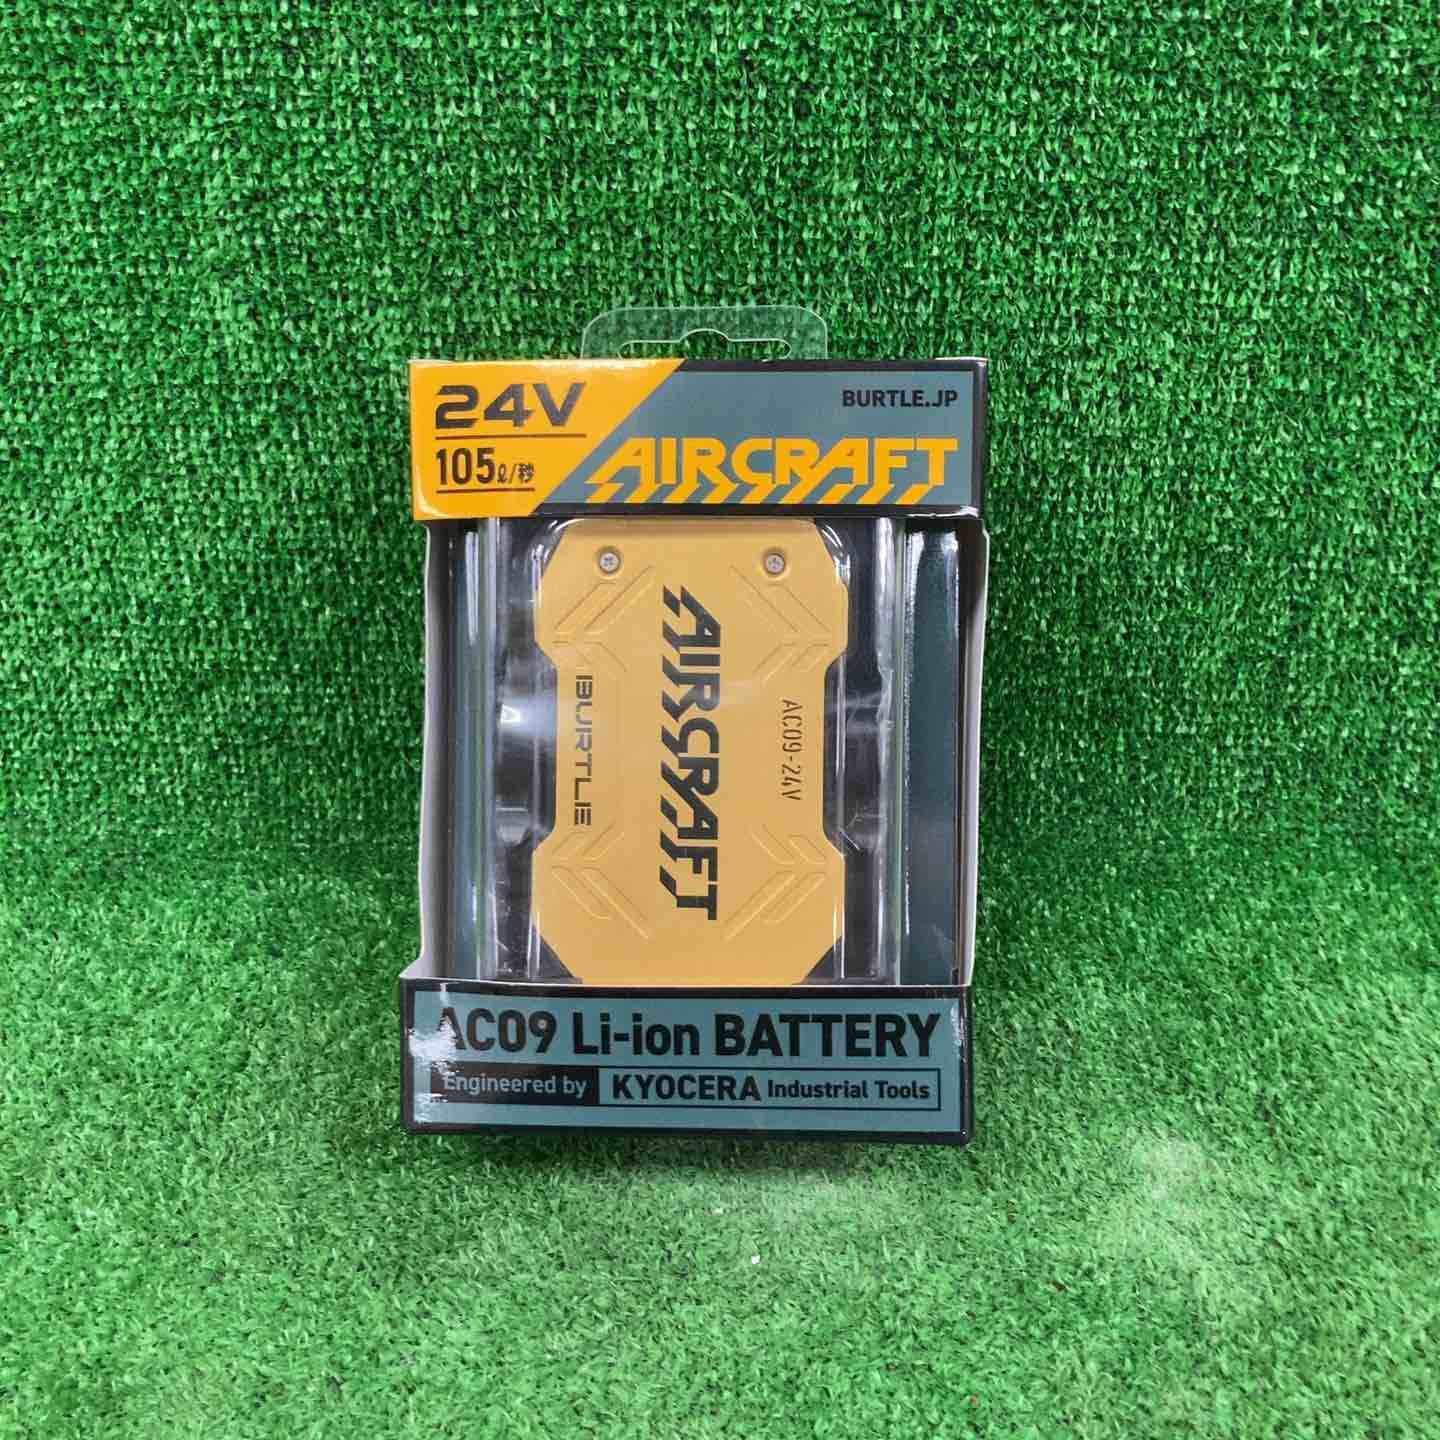 24V
BURTLE.JP
105ℓ/秒
AIRCRAFT
AIRCRAFT
BURTLE
AC09-24V
AC09 Li-ion BATTERY
Engineered by KYOCERA Industrial Tools